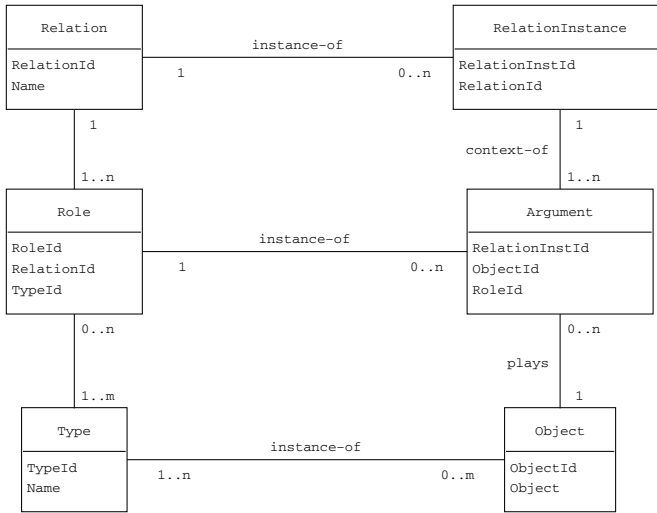 Relation
RelationInstance
instance-of
RelationId
Name
RelationInstId
RelationId
1
0..n
1
1
context-of
1..n
1..n
Role
Argument
instance-of
RoleId
RelationId
TypeId
RelationInstId
ObjectId
RoleId
1
0..n
0..n
0..n
plays
1..m
1
Type
Object
instance-of
TypeId
Name
ObjectId
Object
1..n
0..m